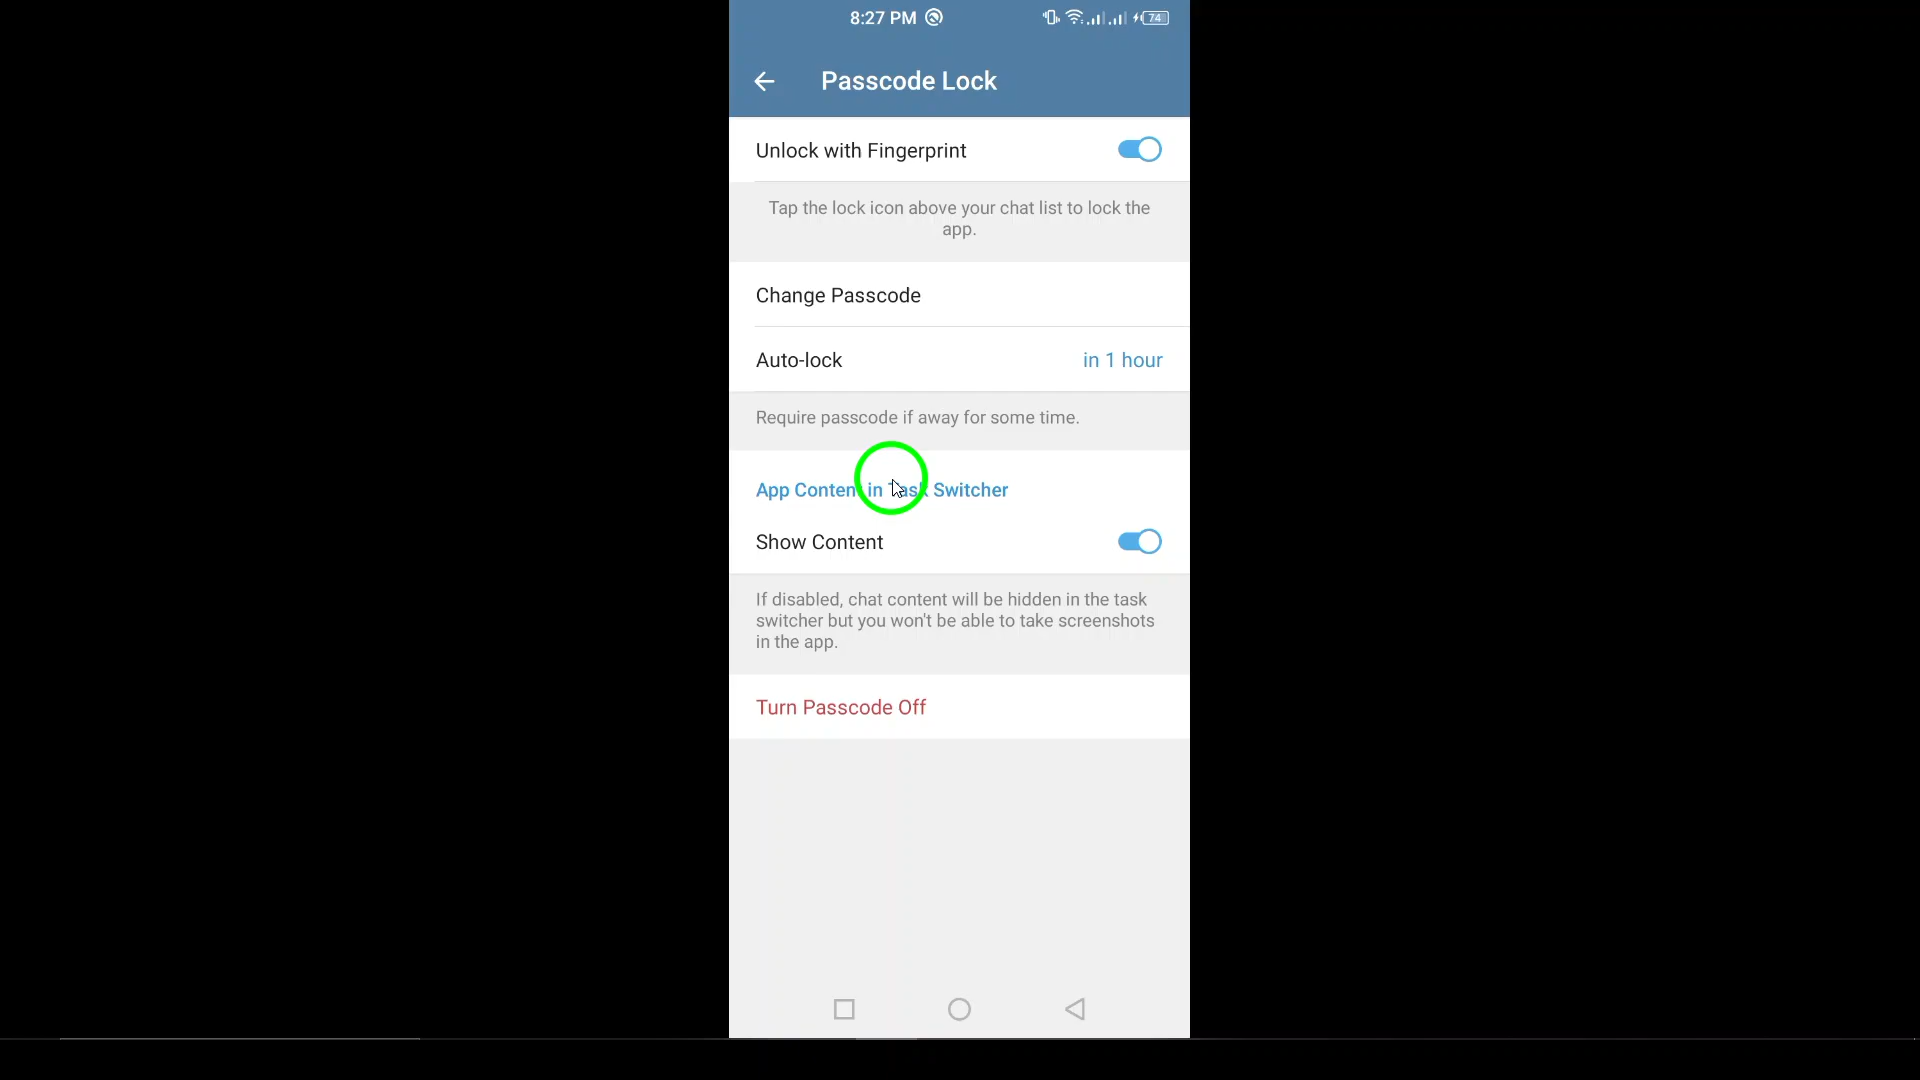 8:27 PM
74
Passcode Lock
Unlock with Fingerprint
Tap the lock icon above your chat list to lock the
app.
Change Passcode
Auto-lock in 1 hour
Require passcode if away for some time.
App Content in Task Switcher
Show Content
If disabled, chat content will be hidden in the task
switcher but you won't be able to take screenshots
in the app.
Turn Passcode Off